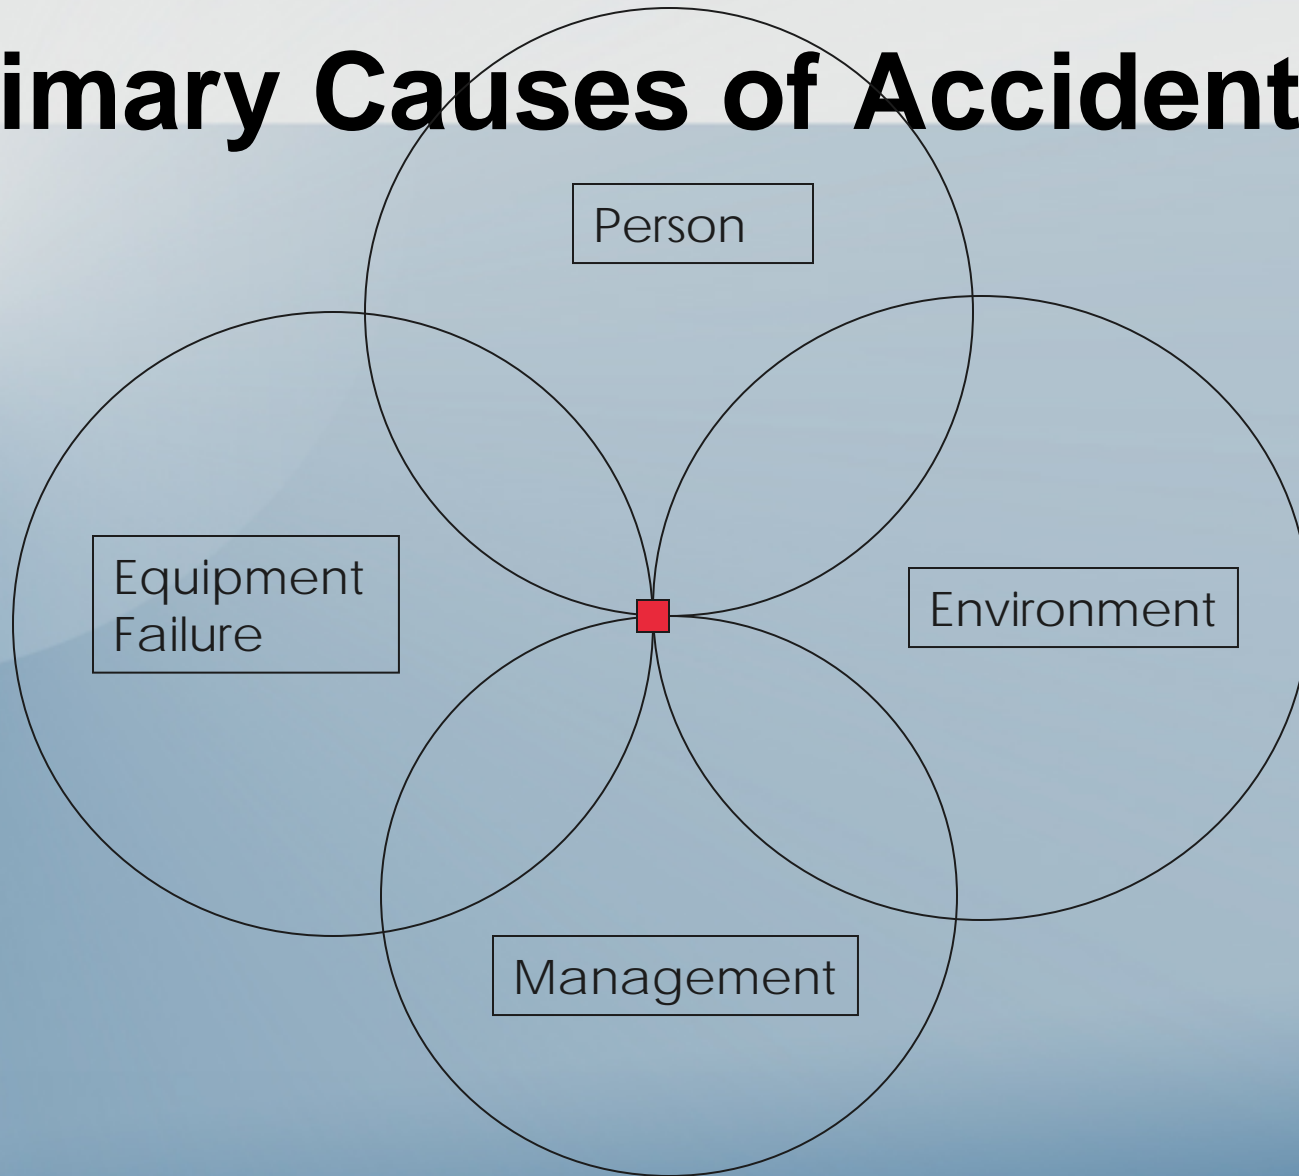 imary Causes of Accident
Person
Equipment
Failure
Environment
Management